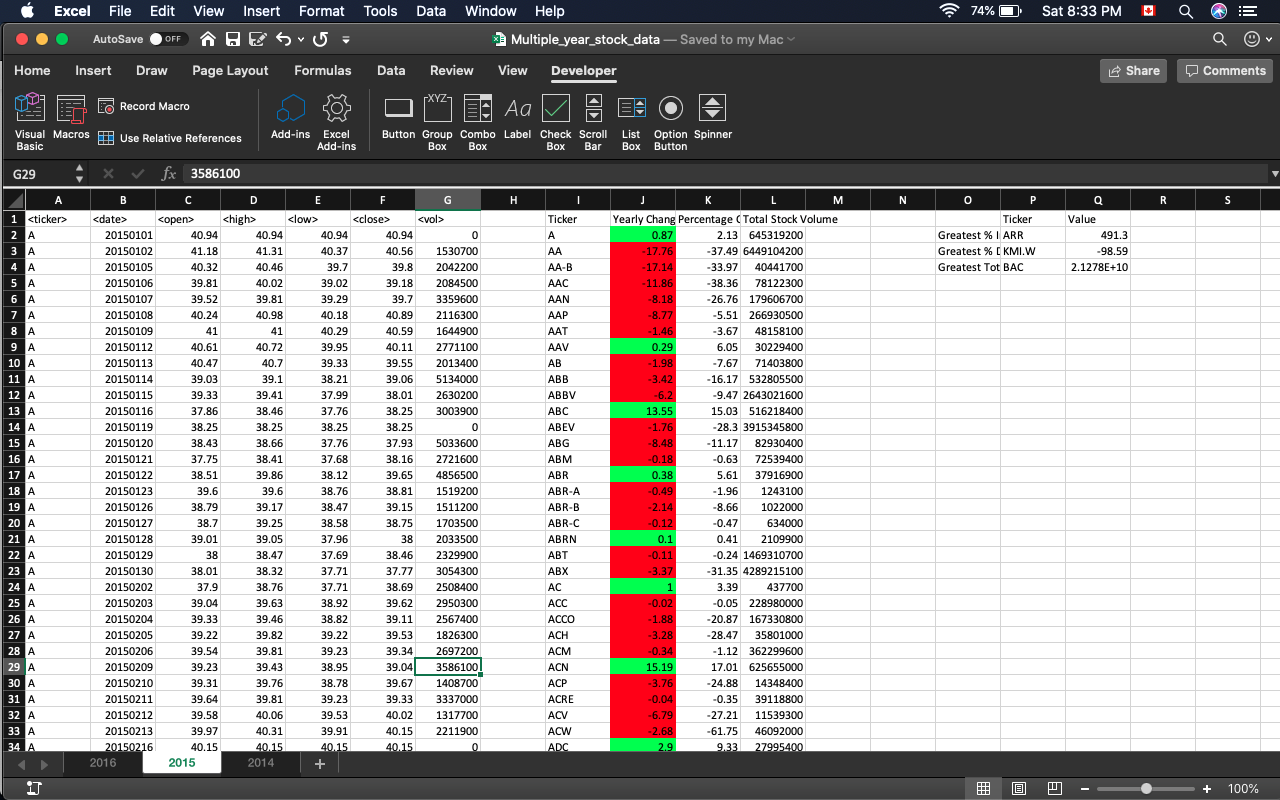 Excel File Edit View Insert Format Tools Data Window Help 74% Sat 8:33 PM
AutoSave OFF Multiple_year_stock_data — Saved to my Mac
Home Insert Draw Page Layout Formulas Data Review View Developer Share Comments
Record Macro
Use Relative References
Visual Basic Macros Add-ins Excel Add-ins Button Group Box Combo Box Label Check Box Scroll Bar List Box Option Button Spinner
G29 fx 3586100
A B C D E F G H I J K L M N O P Q R S
1 <ticker> <date> <open> <high> <low> <close> <vol> Ticker Yearly Chang Percentage C Total Stock Volume Ticker Value
2 A 20150101 40.94 40.94 40.94 40.94 0 A 0.87 2.13 645319200 Greatest % I ARR 491.3
3 A 20150102 41.18 41.31 40.37 40.56 1530700 AA -17.76 -37.49 6449104200 Greatest % D KMI.W -98.59
4 A 20150105 40.32 40.46 39.7 39.8 2042200 AA-B -17.14 -33.97 40441700 Greatest Tot BAC 2.1278E+10
5 A 20150106 39.81 40.02 39.02 39.18 2084500 AAC -11.86 -38.36 78122300
6 A 20150107 39.52 39.81 39.29 39.7 3359600 AAN -8.18 -26.76 179606700
7 A 20150108 40.24 40.98 40.18 40.89 2116300 AAP -8.77 -5.51 266930500
8 A 20150109 41 41 40.29 40.59 1644900 AAT -1.46 -3.67 48158100
9 A 20150112 40.61 40.72 39.95 40.11 2771100 AAV 0.29 6.05 30229400
10 A 20150113 40.47 40.7 39.33 39.55 2013400 AB -1.98 -7.67 71403800
11 A 20150114 39.03 39.1 38.21 39.06 5134000 ABB -3.42 -16.17 532805500
12 A 20150115 39.33 39.41 37.99 38.01 2630200 ABBV -6.2 -9.47 2643021600
13 A 20150116 37.86 38.46 37.76 38.25 3003900 ABC 13.55 15.03 516218400
14 A 20150119 38.25 38.25 38.25 38.25 0 ABEV -1.76 -28.3 3915345800
15 A 20150120 38.43 38.66 37.76 37.93 5033600 ABG -8.48 -11.17 82930400
16 A 20150121 37.75 38.41 37.68 38.16 2721600 ABM -0.18 -0.63 72539400
17 A 20150122 38.51 39.86 38.12 39.65 4856500 ABR 0.38 5.61 37916900
18 A 20150123 39.6 39.6 38.76 38.81 1519200 ABR-A -0.49 -1.96 1243100
19 A 20150126 38.79 39.17 38.47 39.15 1511200 ABR-B -2.14 -8.66 1022000
20 A 20150127 38.7 39.25 38.58 38.75 1703500 ABR-C -0.12 -0.47 634000
21 A 20150128 39.01 39.05 37.96 38 2033500 ABRN 0.1 0.41 2109900
22 A 20150129 38 38.47 37.69 38.46 2329900 ABT -0.11 -0.24 1469310700
23 A 20150130 38.01 38.32 37.71 37.77 3054300 ABX -3.37 -31.35 4289215100
24 A 20150202 37.9 38.76 37.71 38.69 2508400 AC 1 3.39 437700
25 A 20150203 39.04 39.63 38.92 39.62 2950300 ACC -0.02 -0.05 228980000
26 A 20150204 39.33 39.46 38.82 39.11 2567400 ACCO -1.88 -20.87 167330800
27 A 20150205 39.22 39.82 39.22 39.53 1826300 ACH -3.28 -28.47 35801000
28 A 20150206 39.54 39.81 39.23 39.34 2697200 ACM -0.34 -1.12 362299600
29 A 20150209 39.23 39.43 38.95 39.04 3586100 ACN 15.19 17.01 625655000
30 A 20150210 39.31 39.76 38.78 39.67 1408700 ACP -3.76 -24.88 14348400
31 A 20150211 39.64 39.81 39.23 39.33 3337000 ACRE -0.04 -0.35 39118800
32 A 20150212 39.58 40.06 39.53 40.02 1317700 ACV -6.79 -27.21 11539300
33 A 20150213 39.97 40.31 39.91 40.15 2211900 ACW -2.68 -61.75 46092000
34 A 20150216 40.15 40.15 40.15 40.15 0 ADC 2.9 9.33 27995400
2016 2015 2014 +
100%